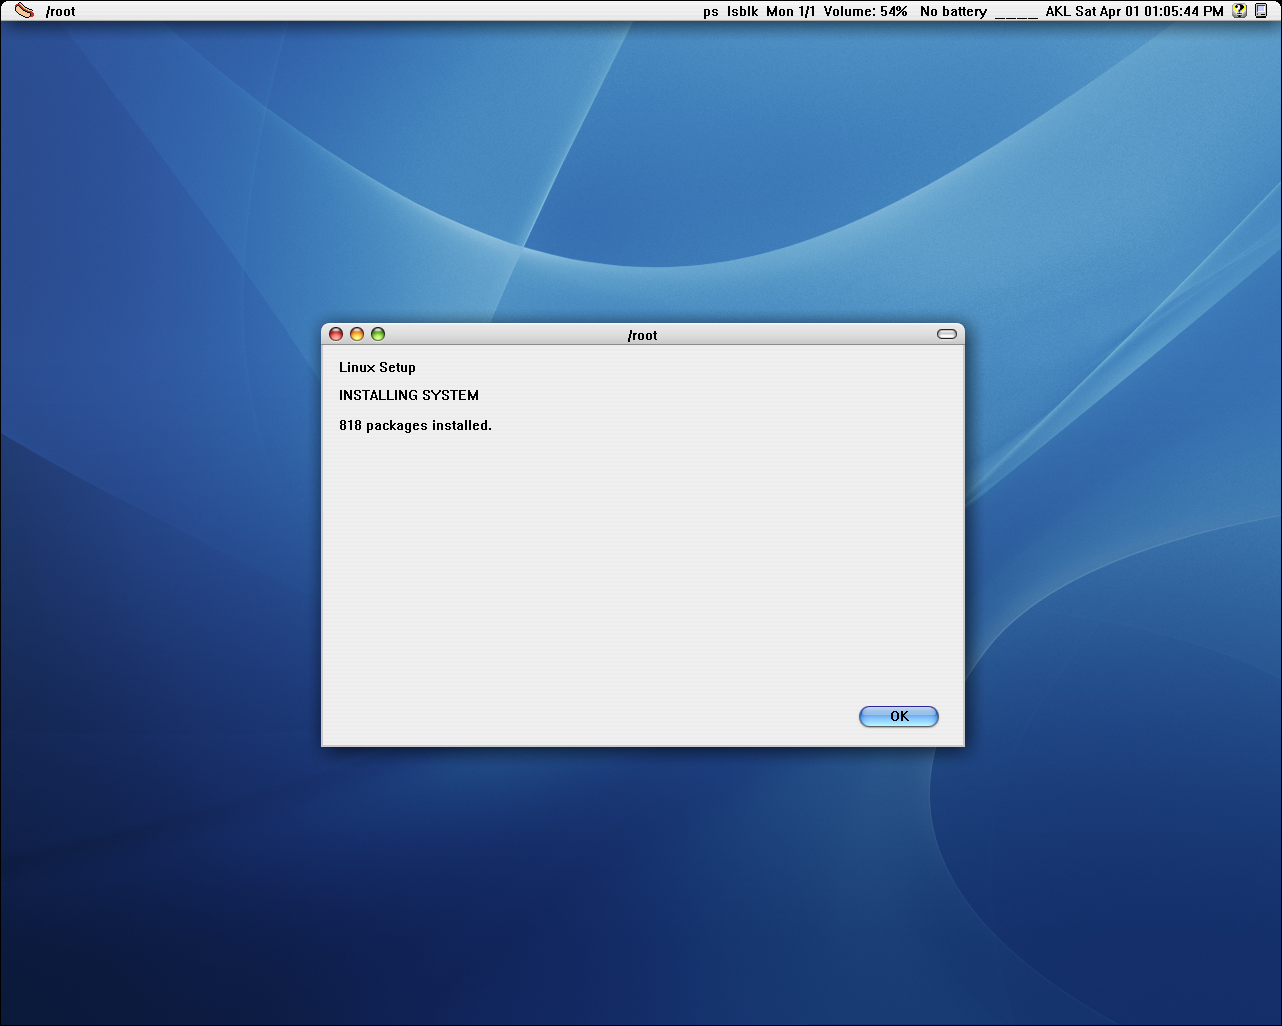 /root ps lsblk Mon 1/1 Volume: 54% No battery ____ AKL Sat Apr 01 01:05:44 PM ?
/root
Linux Setup
INSTALLING SYSTEM
818 packages installed.
OK